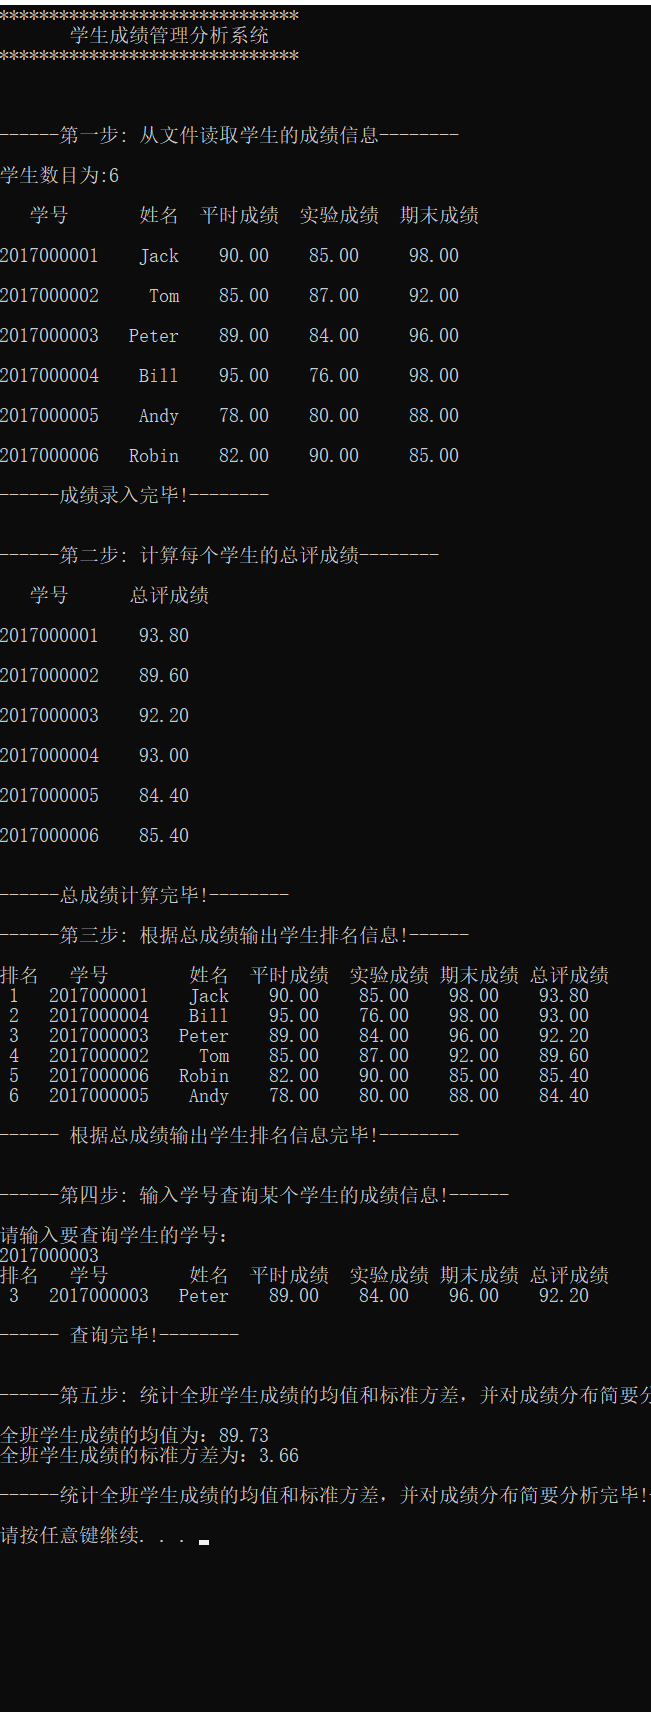 ******************************
学生成绩管理分析系统
******************************
------第一步: 从文件读取学生的成绩信息--------
学生数目为:6
学号 姓名 平时成绩 实验成绩 期末成绩
2017000001 Jack 90.00 85.00 98.00
2017000002 Tom 85.00 87.00 92.00
2017000003 Peter 89.00 84.00 96.00
2017000004 Bill 95.00 76.00 98.00
2017000005 Andy 78.00 80.00 88.00
2017000006 Robin 82.00 90.00 85.00
------成绩录入完毕!--------
------第二步: 计算每个学生的总评成绩--------
学号 总评成绩
2017000001 93.80
2017000002 89.60
2017000003 92.20
2017000004 93.00
2017000005 84.40
2017000006 85.40
------总成绩计算完毕!--------
------第三步: 根据总成绩输出学生排名信息!------
排名 学号 姓名 平时成绩 实验成绩 期末成绩 总评成绩
1 2017000001 Jack 90.00 85.00 98.00 93.80
2 2017000004 Bill 95.00 76.00 98.00 93.00
3 2017000003 Peter 89.00 84.00 96.00 92.20
4 2017000002 Tom 85.00 87.00 92.00 89.60
5 2017000006 Robin 82.00 90.00 85.00 85.40
6 2017000005 Andy 78.00 80.00 88.00 84.40
------ 根据总成绩输出学生排名信息完毕!--------
------第四步: 输入学号查询某个学生的成绩信息!------
请输入要查询学生的学号:
2017000003
排名 学号 姓名 平时成绩 实验成绩 期末成绩 总评成绩
3 2017000003 Peter 89.00 84.00 96.00 92.20
------ 查询完毕!--------
------第五步: 统计全班学生成绩的均值和标准方差，并对成绩分布简要分
全班学生成绩的均值为：89.73
全班学生成绩的标准方差为：3.66
------统计全班学生成绩的均值和标准方差，并对成绩分布简要分析完毕!-
请按任意键继续. . .